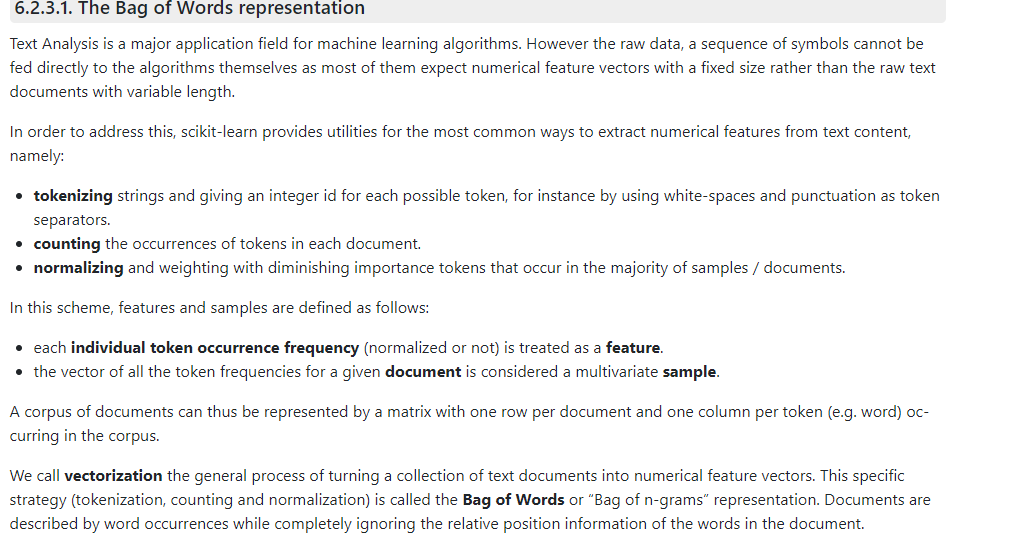 6.2.3.1. The Bag of Words representation
Text Analysis is a major application field for machine learning algorithms. However the raw data, a sequence of symbols cannot be
fed directly to the algorithms themselves as most of them expect numerical feature vectors with a fixed size rather than the raw text
documents with variable length.
In order to address this, scikit-learn provides utilities for the most common ways to extract numerical features from text content,
namely:
• tokenizing strings and giving an integer id for each possible token, for instance by using white-spaces and punctuation as token
separators.
• counting the occurrences of tokens in each document.
• normalizing and weighting with diminishing importance tokens that occur in the majority of samples / documents.
In this scheme, features and samples are defined as follows:
• each individual token occurrence frequency (normalized or not) is treated as a feature.
• the vector of all the token frequencies for a given document is considered a multivariate sample.
A corpus of documents can thus be represented by a matrix with one row per document and one column per token (e.g. word) oc-
curring in the corpus.
We call vectorization the general process of turning a collection of text documents into numerical feature vectors. This specific
strategy (tokenization, counting and normalization) is called the Bag of Words or “Bag of n-grams” representation. Documents are
described by word occurrences while completely ignoring the relative position information of the words in the document.